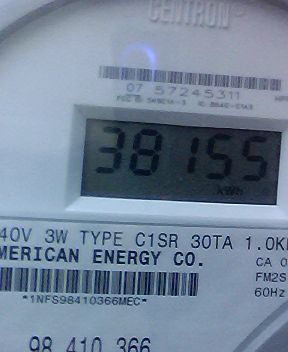 CENTRON
07 57245311
38155
kWh
40V 3W TYPE C1SR 30TA 1.0K
MERICAN ENERGY CO.
CA 0
FM2S
*1NFS98410366MEC*
60Hz
98 410 366